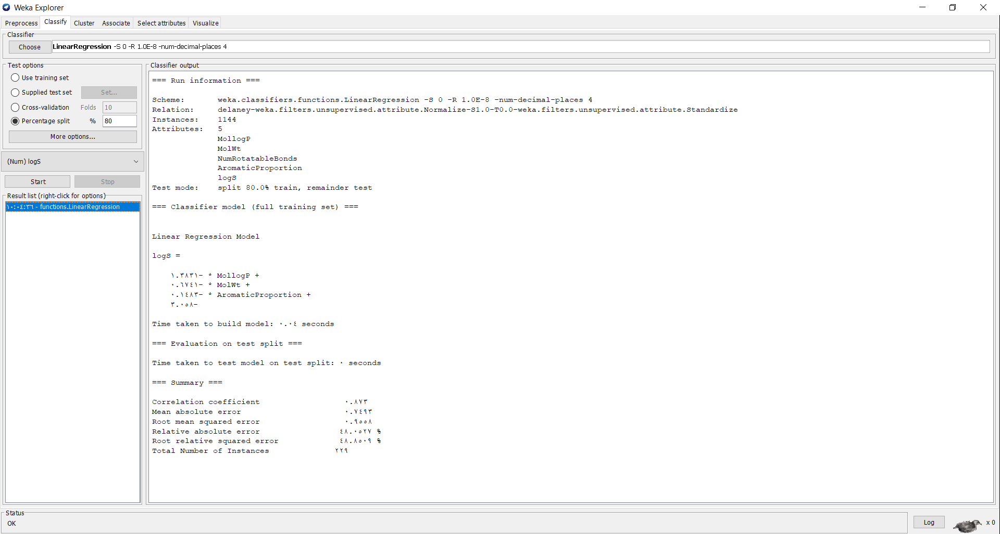 Weka Explorer
Preprocess Classify Cluster Associate Select attributes Visualize
Classifier
Choose LinearRegression -S 0 -R 1.0E-8 -num-decimal-places 4
Test options
Use training set
Supplied test set Set...
Cross-validation Folds 10
Percentage split % 80
More options...
(Num) logS
Start Stop
Result list (right-click for options)
١٠:٠٤:٣٦ - functions.LinearRegression
Classifier output
=== Run information ===
Scheme: weka.classifiers.functions.LinearRegression -S 0 -R 1.0E-8 -num-decimal-places 4
Relation: delaney-weka.filters.unsupervised.attribute.Normalize-S1.0-T0.0-weka.filters.unsupervised.attribute.Standardize
Instances: 1144
Attributes: 5
MollogP
MolWt
NumRotatableBonds
AromaticProportion
logS
Test mode: split 80.0% train, remainder test
=== Classifier model (full training set) ===
Linear Regression Model
logS =
١.٣٨٣١- * MollogP +
٠.٦٧٤١- * MolWt +
٠.١٤٨٣- * AromaticProportion +
٣.٠٥٨-
Time taken to build model: ٠.٠٤ seconds
=== Evaluation on test split ===
Time taken to test model on test split: ٠ seconds
=== Summary ===
Correlation coefficient ٠.٨٧٣
Mean absolute error ٠.٧٤٩٣
Root mean squared error ٠.٩٥٥٨
Relative absolute error ٤٨.٠٥٢٧ %
Root relative squared error ٤٨.٨٥٠٩ %
Total Number of Instances ٢٢٩
Status
OK
Log x 0